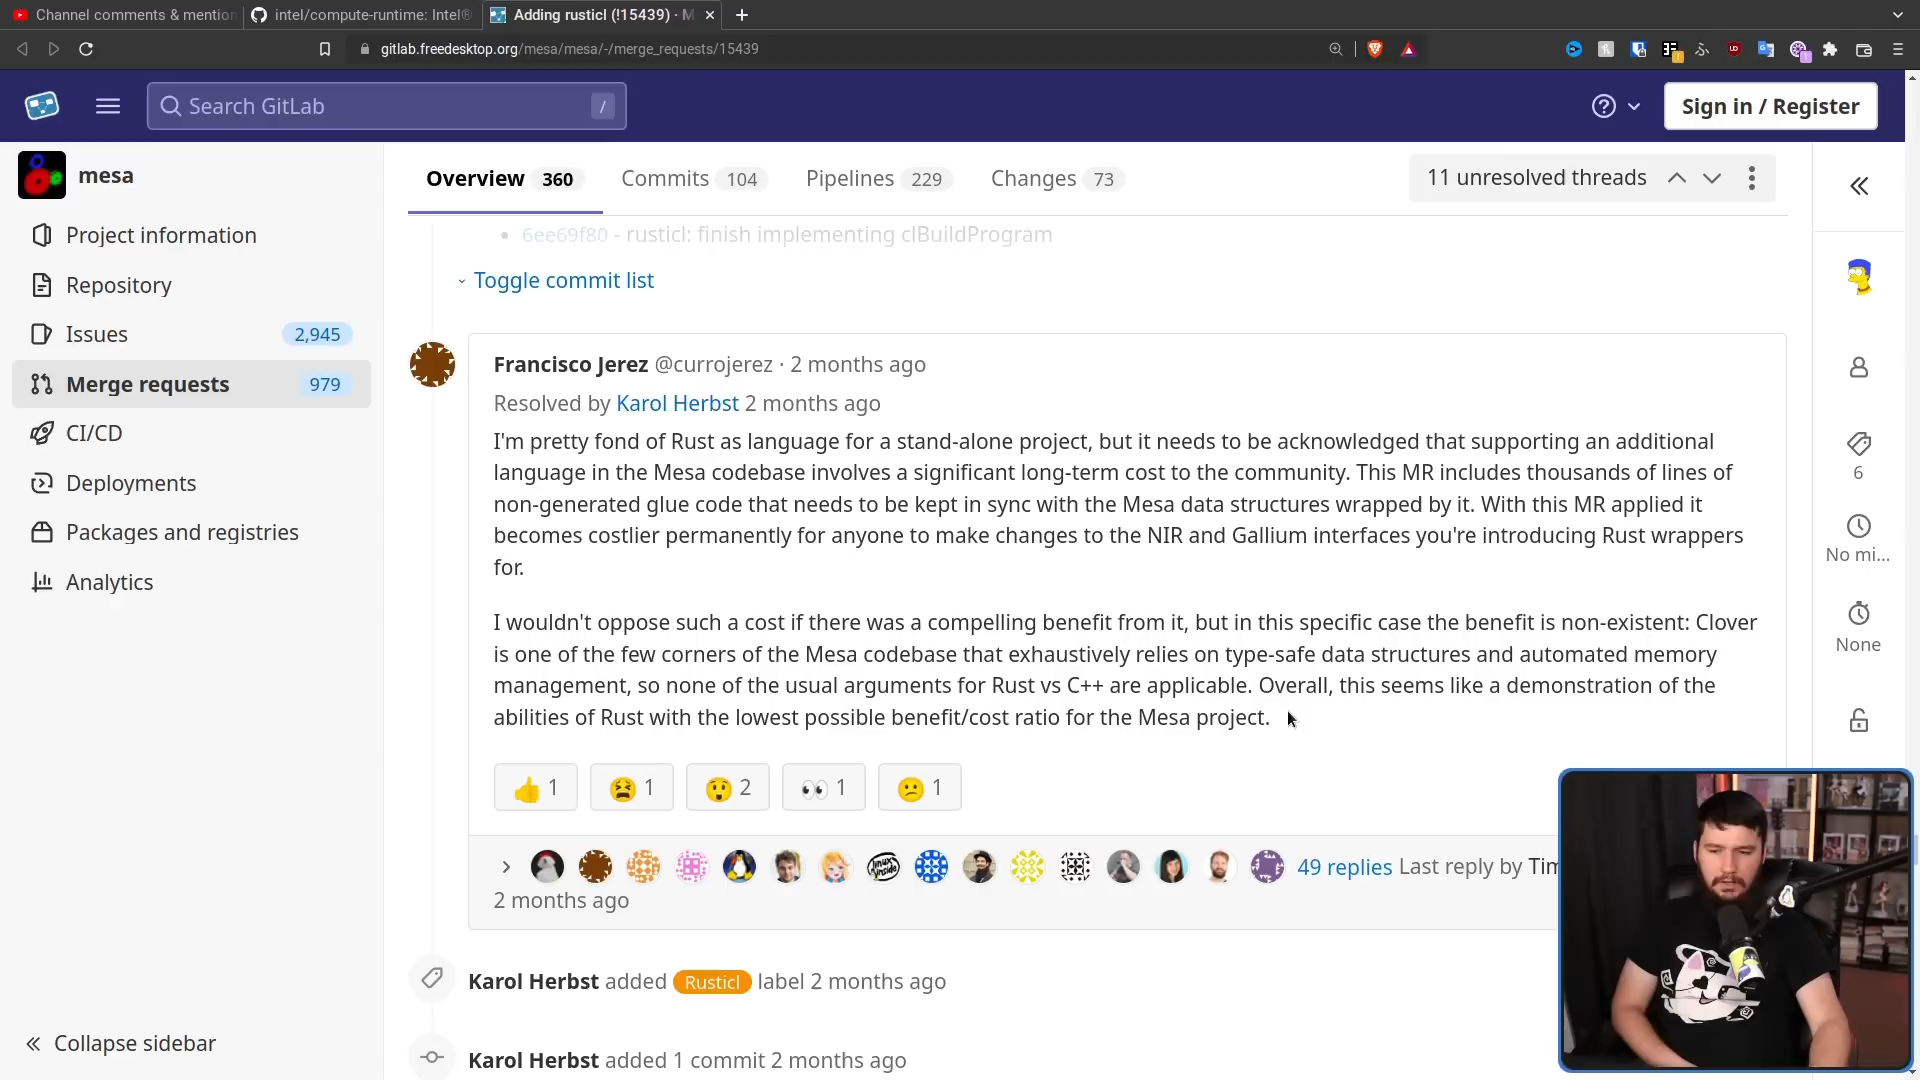 Channel comments & mention
intel/compute-runtime: Intel®
Adding rusticl (!15439) · M
gitlab.freedesktop.org/mesa/mesa/-/merge_requests/15439
Search GitLab
/
Sign in / Register
mesa
Project information
Repository
Issues 2,945
Merge requests 979
CI/CD
Deployments
Packages and registries
Analytics
Collapse sidebar
Overview 360 Commits 104 Pipelines 229 Changes 73
11 unresolved threads
6ee69f80 - rusticl: finish implementing clBuildProgram
Toggle commit list
Francisco Jerez @currojerez · 2 months ago
Resolved by Karol Herbst 2 months ago
I'm pretty fond of Rust as language for a stand-alone project, but it needs to be acknowledged that supporting an additional
language in the Mesa codebase involves a significant long-term cost to the community. This MR includes thousands of lines of
non-generated glue code that needs to be kept in sync with the Mesa data structures wrapped by it. With this MR applied it
becomes costlier permanently for anyone to make changes to the NIR and Gallium interfaces you're introducing Rust wrappers
for.
I wouldn't oppose such a cost if there was a compelling benefit from it, but in this specific case the benefit is non-existent: Clover
is one of the few corners of the Mesa codebase that exhaustively relies on type-safe data structures and automated memory
management, so none of the usual arguments for Rust vs C++ are applicable. Overall, this seems like a demonstration of the
abilities of Rust with the lowest possible benefit/cost ratio for the Mesa project.
1 1 2 1 1
49 replies Last reply by Tim
2 months ago
Karol Herbst added Rusticl label 2 months ago
Karol Herbst added 1 commit 2 months ago
6
No mi...
None